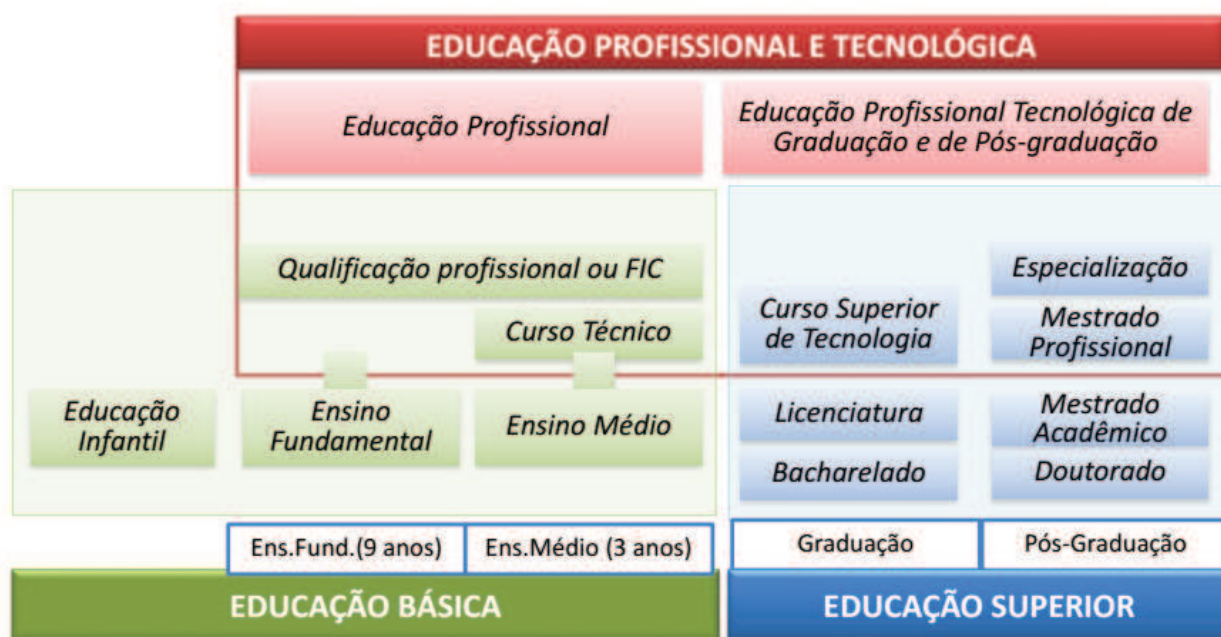 EDUCAÇÃO PROFISSIONAL E TECNOLÓGICA
Educação Profissional
Educação Profissional Tecnológica de
Graduação e de Pós-graduação
Qualificação profissional ou FIC
Curso Técnico
Curso Superior
de Tecnologia
Especialização
Mestrado
Profissional
Educação
Infantil
Ensino
Fundamental
Ensino Médio
Licenciatura
Bacharelado
Mestrado
Acadêmico
Doutorado
Ens.Fund.(9 anos)
Ens.Médio (3 anos)
Graduação
Pós-Graduação
EDUCAÇÃO BÁSICA
EDUCAÇÃO SUPERIOR